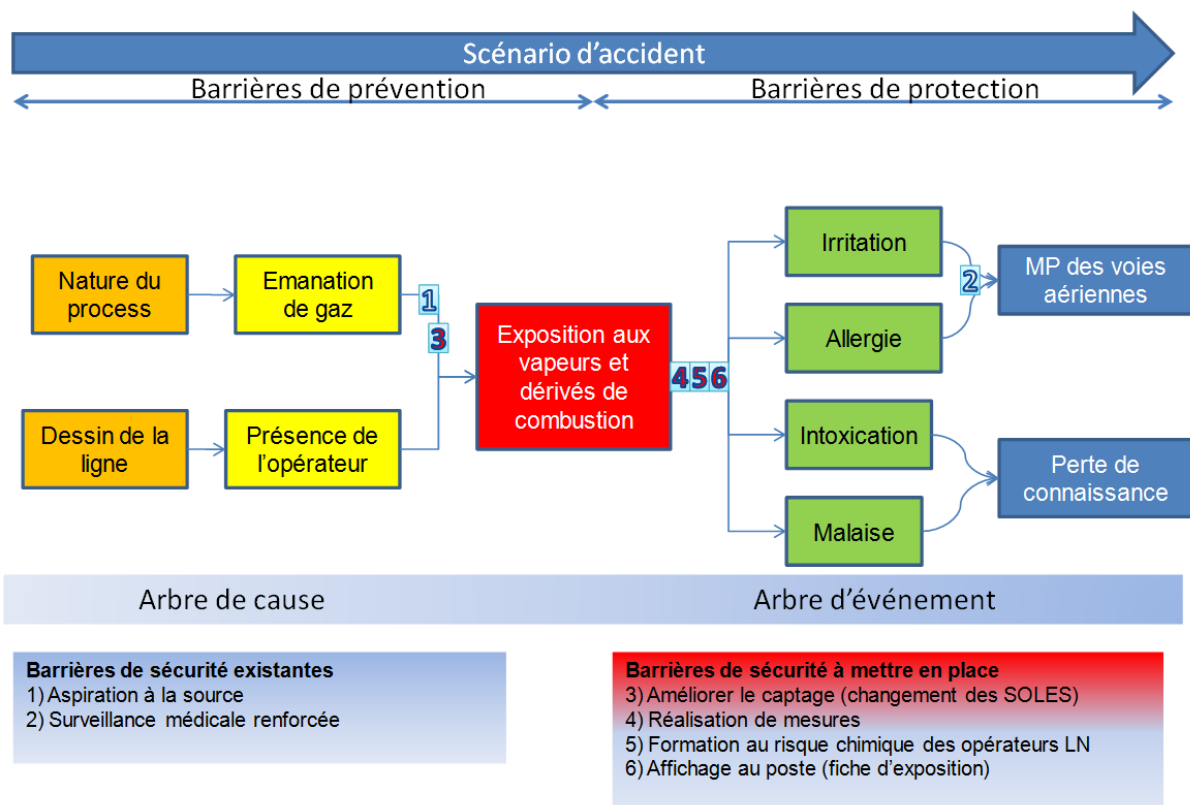 Scénario d'accident
Barrières de prévention
Barrières de protection
Nature du
process
Emanation
de gaz
1
3
Dessin de la
ligne
Présence de
l'opérateur
Exposition aux
vapeurs et
dérivés de
combustion
456
Irritation
Allergie
Intoxication
Malaise
2
MP des voies
aériennes
Perte de
connaissance
Arbre de cause
Arbre d'événement
Barrières de sécurité existantes
1) Aspiration à la source
2) Surveillance médicale renforcée
Barrières de sécurité à mettre en place
3) Améliorer le captage (changement des SOLES)
4) Réalisation de mesures
5) Formation au risque chimique des opérateurs LN
6) Affichage au poste (fiche d'exposition)